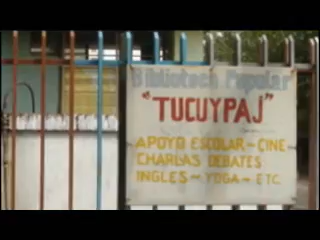 Biblioteca Popular
"TUCUYPAJ"
APOYO ESCOLAR ~ CINE
CHARLAS DEBATES
INGLES ~ YOGA ~ ETC.